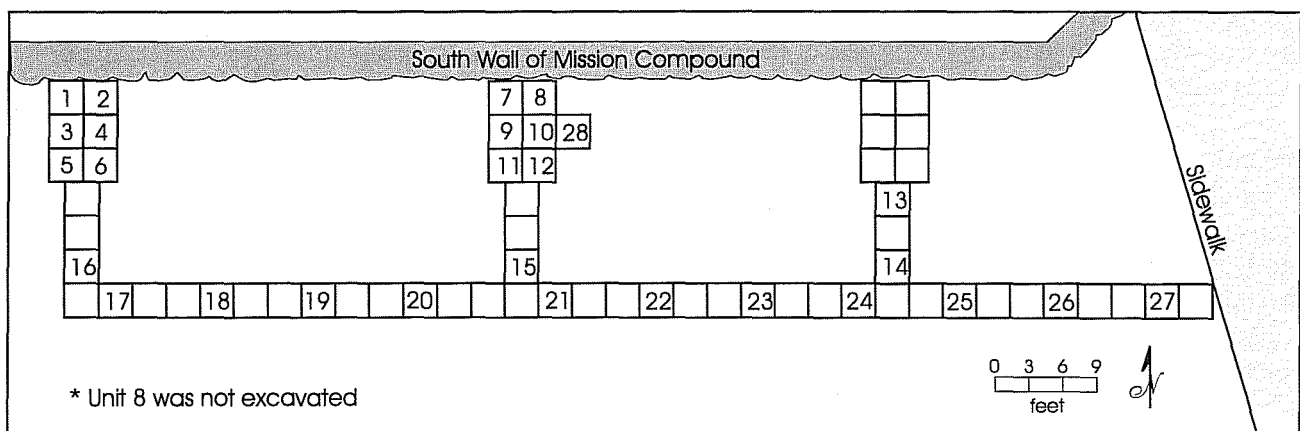 South Wall of Mission Compound
1 2 7 8
3 4 9 10 28
5 6 11 12
13
Sidewalk
16 15 14
17 18 19 20 21 22 23 24 25 26 27
0 3 6 9
feet
N
* Unit 8 was not excavated